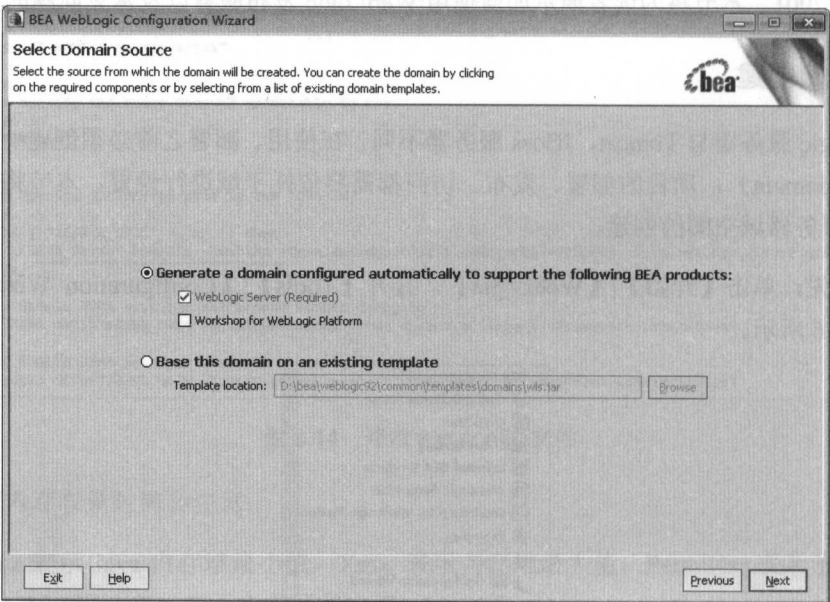 BEA WebLogic Configuration Wizard
Select Domain Source
Select the source from which the domain will be created. You can create the domain by clicking
on the required components or by selecting from a list of existing domain templates.
bea
Generate a domain configured automatically to support the following BEA products:
WebLogic Server (Required)
Workshop for WebLogic Platform
Base this domain on an existing template
Template location: D:\bea\weblogic92\common\templates\domains\wls.jar Browse
Exit Help Previous Next